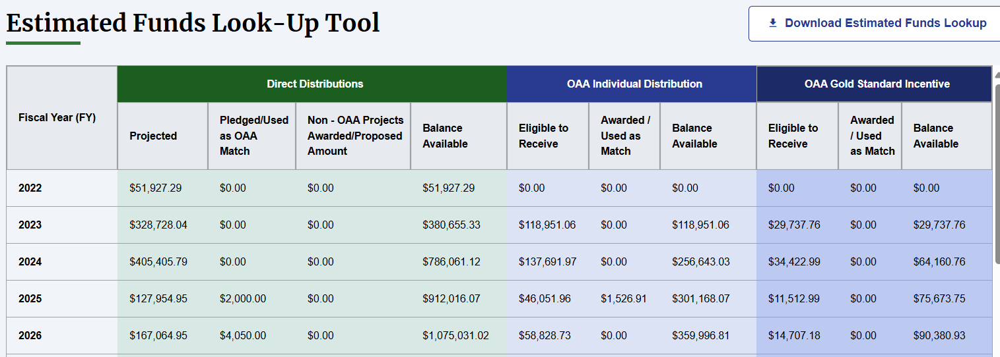 Estimated Funds Look-Up Tool
Download Estimated Funds Lookup
Direct Distributions OAA Individual Distribution OAA Gold Standard Incentive
Fiscal Year (FY) Projected Pledged/Used as OAA Match Non - OAA Projects Awarded/Proposed Amount Balance Available Eligible to Receive Awarded / Used as Match Balance Available Eligible to Receive Awarded / Used as Match Balance Available
2022 $51,927.29 $0.00 $0.00 $51,927.29 $0.00 $0.00 $0.00 $0.00 $0.00 $0.00
2023 $328,728.04 $0.00 $0.00 $380,655.33 $118,951.06 $0.00 $118,951.06 $29,737.76 $0.00 $29,737.76
2024 $405,405.79 $0.00 $0.00 $786,061.12 $137,691.97 $0.00 $256,643.03 $34,422.99 $0.00 $64,160.76
2025 $127,954.95 $2,000.00 $0.00 $912,016.07 $46,051.96 $1,526.91 $301,168.07 $11,512.99 $0.00 $75,673.75
2026 $167,064.95 $4,050.00 $0.00 $1,075,031.02 $58,828.73 $0.00 $359,996.81 $14,707.18 $0.00 $90,380.93